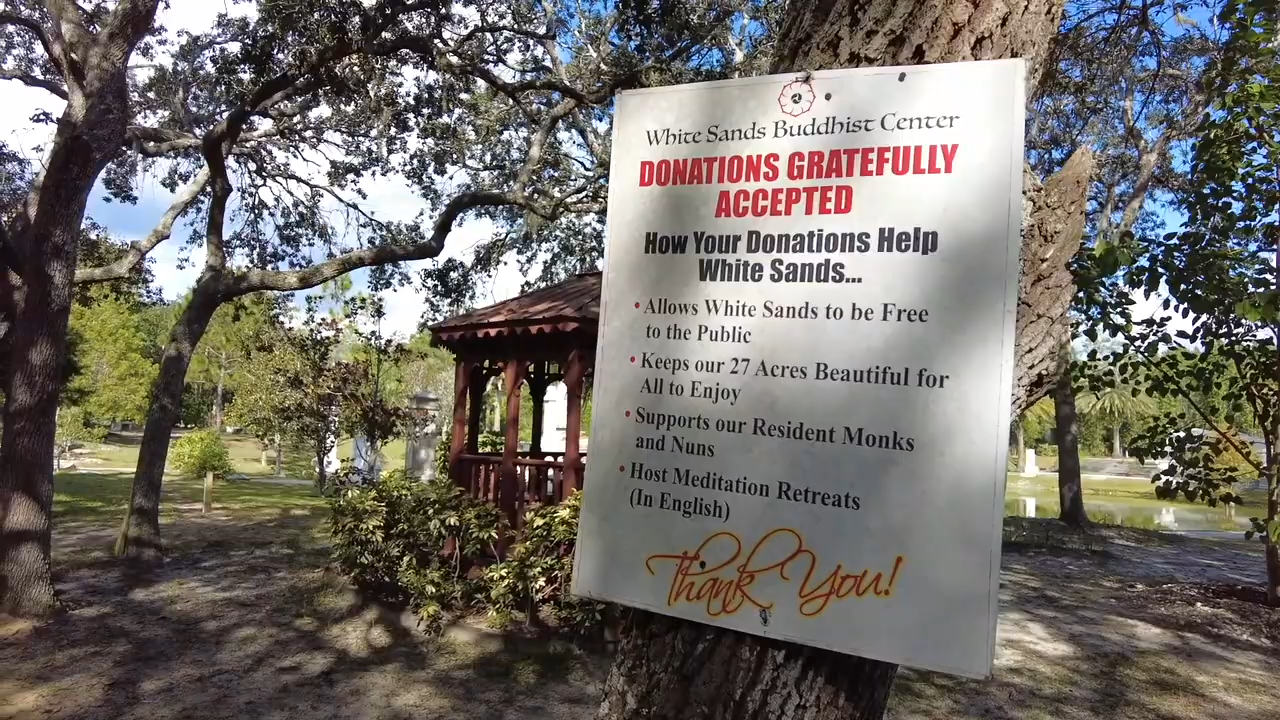 White Sands Buddhist Center
DONATIONS GRATEFULLY
ACCEPTED
How Your Donations Help
White Sands...
• Allows White Sands to be Free
to the Public
• Keeps our 27 Acres Beautiful for
All to Enjoy
• Supports our Resident Monks
and Nuns
• Host Meditation Retreats
(In English)
Thank You!